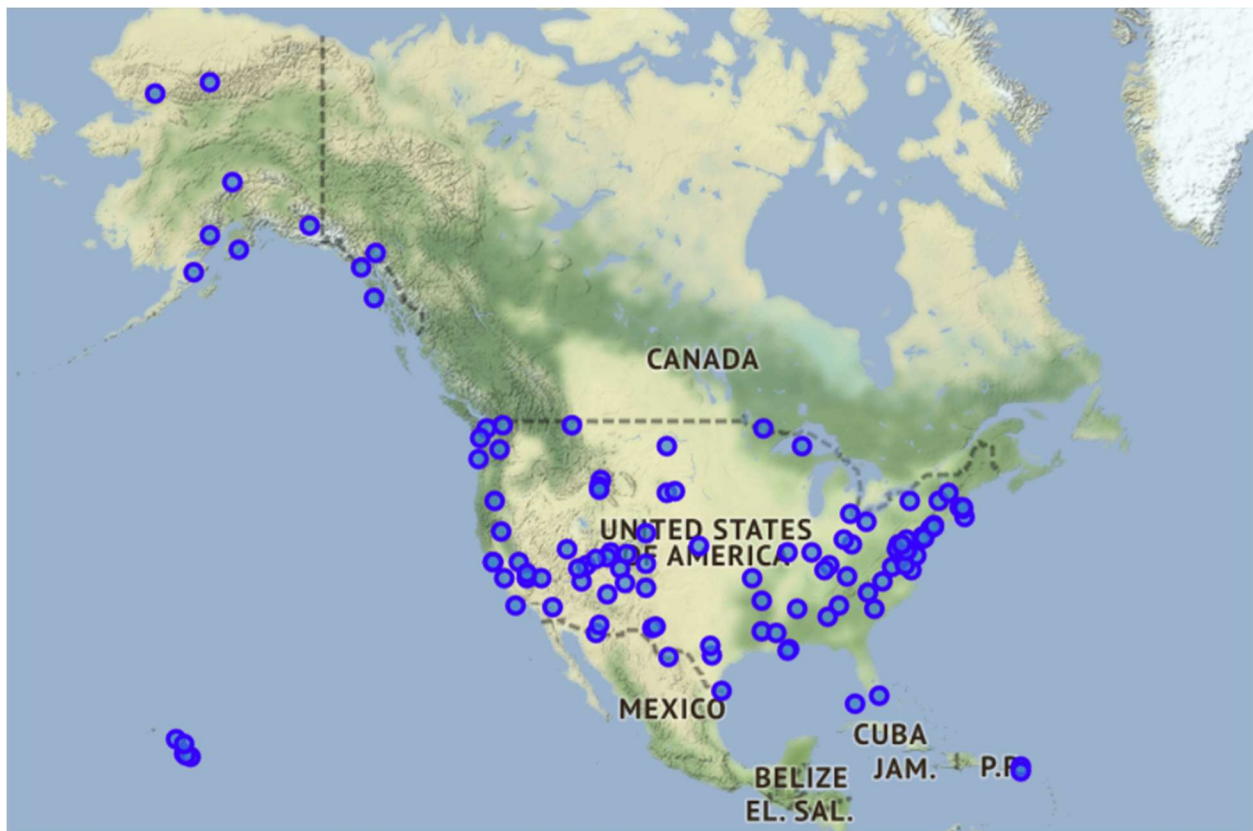 CANADA
UNITED STATES
OF AMERICA
MEXICO
CUBA
JAM.
P.R
BELIZE
EL. SAL.